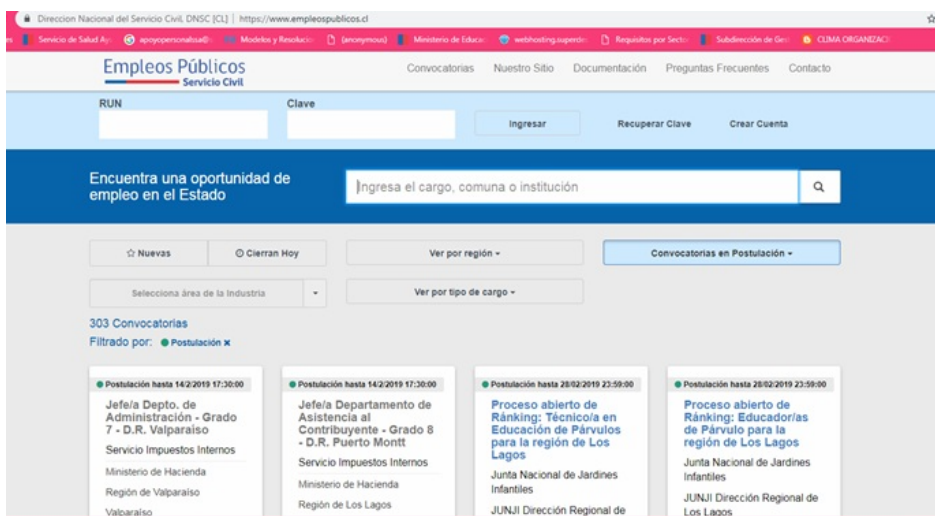 Direccion Nacional del Servicio Civil, DNSC [CL] | https://www.empleospublicos.cl
Servicio de Salud Ay apoyopersonalssa@ Modelos y Resolucio (anonymous) Ministerio de Educac webhosting.superdo Requisitos por Secto Subdirección de Ges CLIMA ORGANIZACI
Empleos Públicos
Servicio Civil
Convocatorias Nuestro Sitio Documentación Preguntas Frecuentes Contacto
RUN Clave
Ingresar Recuperar Clave Crear Cuenta
Encuentra una oportunidad de
empleo en el Estado
Ingresa el cargo, comuna o institución
Nuevas Cierran Hoy Ver por región Convocatorias en Postulación
Selecciona área de la Industria Ver por tipo de cargo
303 Convocatorias
Filtrado por: Postulación x
Postulación hasta 14/2/2019 17:30:00
Jefe/a Depto. de
Administración - Grado
7 - D.R. Valparaíso
Servicio Impuestos Internos
Ministerio de Hacienda
Región de Valparaíso
Valparaíso
Postulación hasta 14/2/2019 17:30:00
Jefe/a Departamento de
Asistencia al
Contribuyente - Grado 8
- D.R. Puerto Montt
Servicio Impuestos Internos
Ministerio de Hacienda
Región de Los Lagos
Postulación hasta 28/02/2019 23:59:00
Proceso abierto de
Ránking: Técnico/a en
Educación de Párvulos
para la región de Los
Lagos
Junta Nacional de Jardines
Infantiles
JUNJI Dirección Regional de
Postulación hasta 28/02/2019 23:59:00
Proceso abierto de
Ránking: Educador/as
de Párvulo para la
región de Los Lagos
Junta Nacional de Jardines
Infantiles
JUNJI Dirección Regional de
Los Lagos